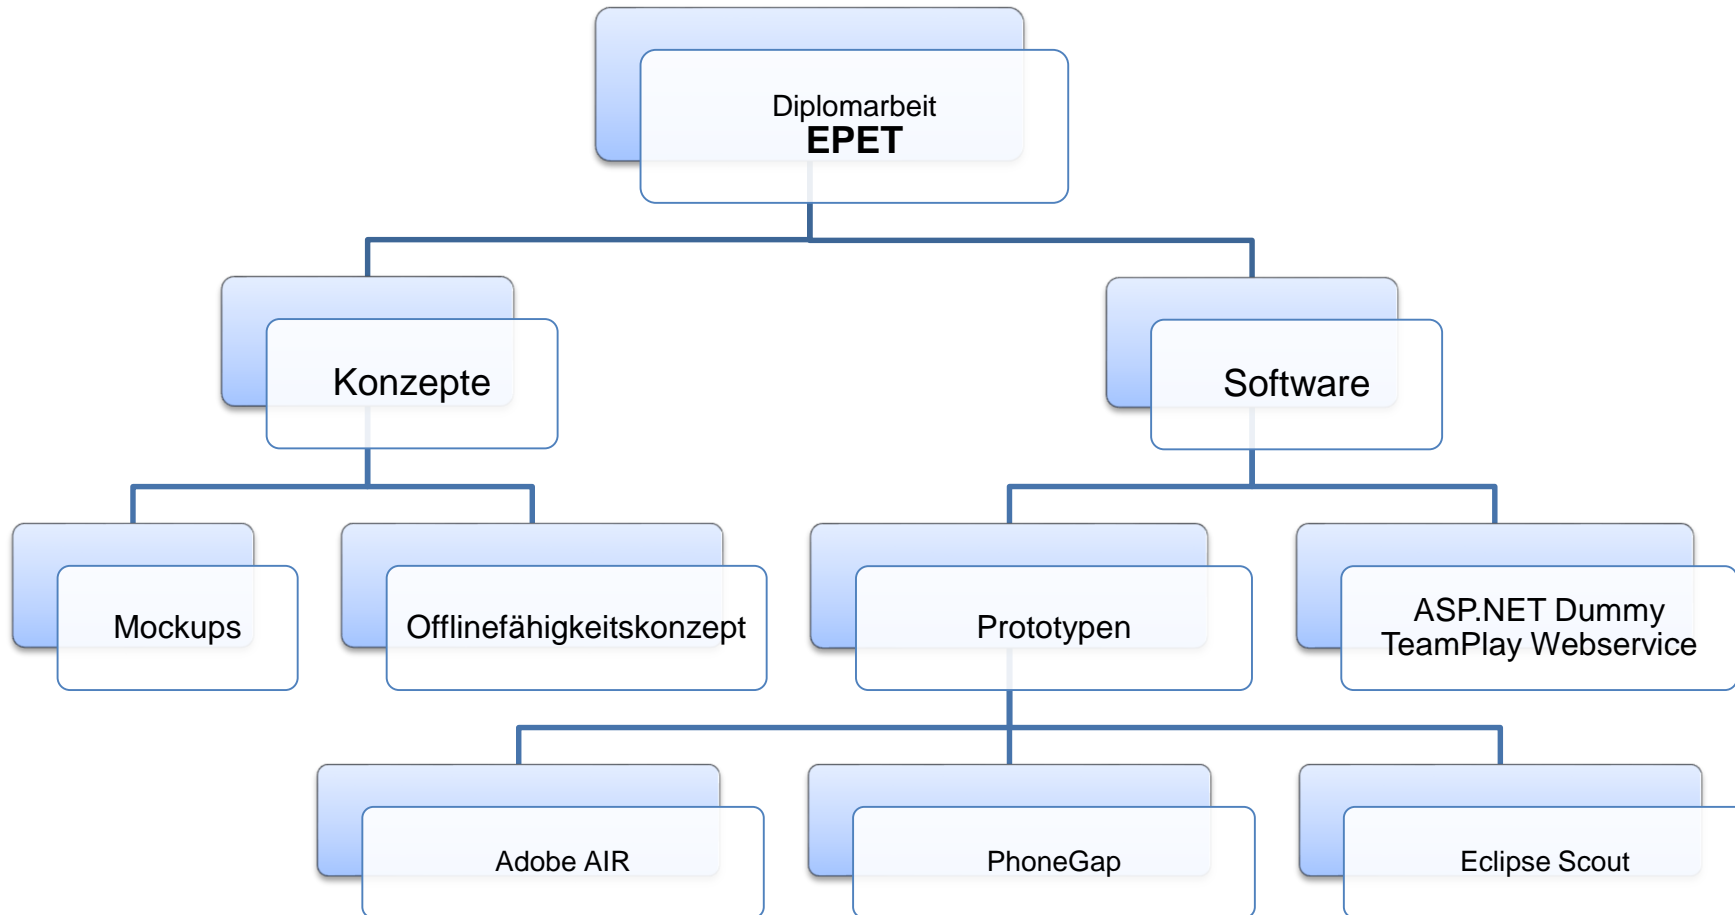 Diplomarbeit
EPET
Konzepte
Software
Mockups
Offlinefähigkeitskonzept
Prototypen
ASP.NET Dummy
TeamPlay Webservice
Adobe AIR
PhoneGap
Eclipse Scout